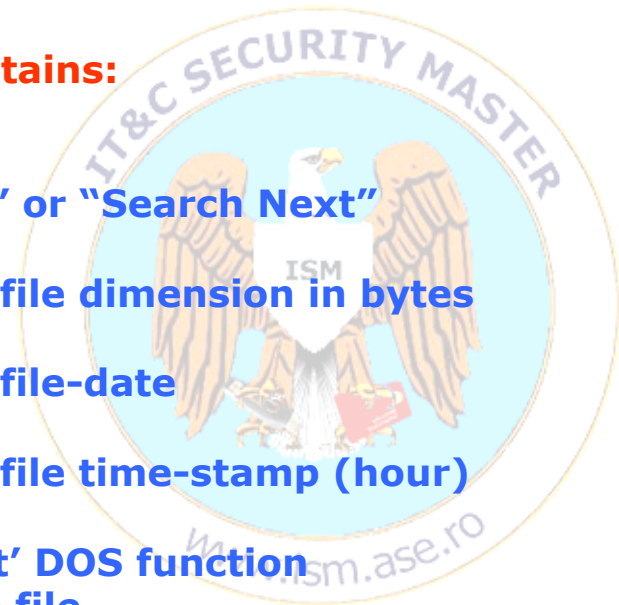 tains:
IT&C SECURITY MASTER
' or “Search Next”
ISM
file dimension in bytes
file-date
file time-stamp (hour)
www.ism.ase.ro
t’ DOS function
file